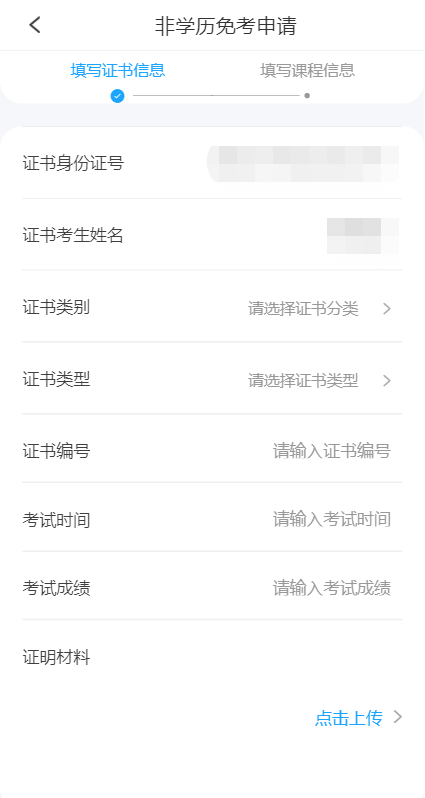 非学历免考申请
填写证书信息 填写课程信息
证书身份证号
证书考生姓名
证书类别 请选择证书分类
证书类型 请选择证书类型
证书编号 请输入证书编号
考试时间 请输入考试时间
考试成绩 请输入考试成绩
证明材料
点击上传